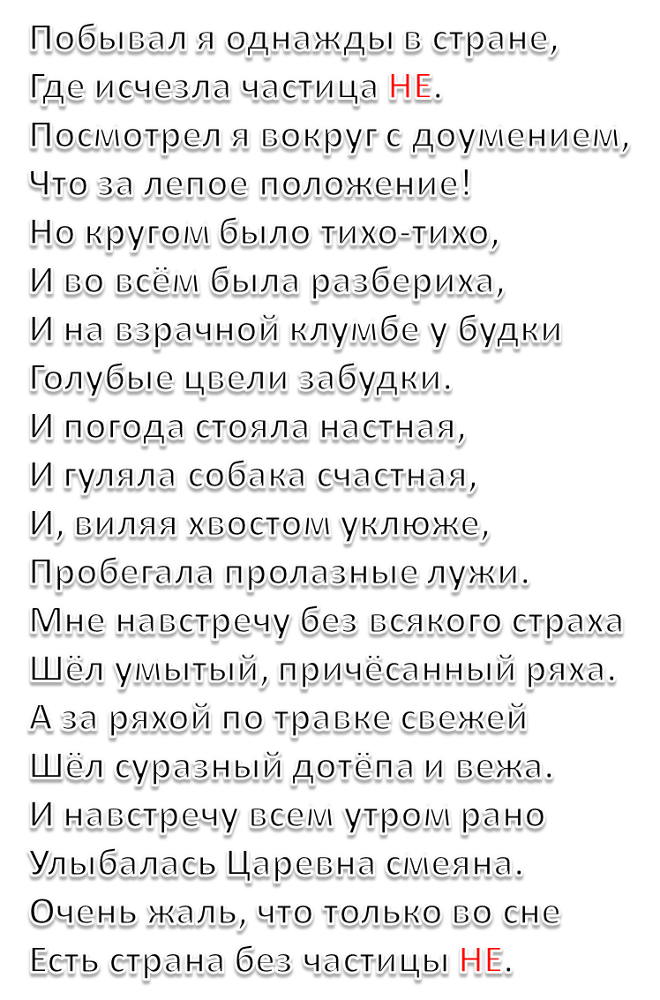 Побывал я однажды в стране,
Где исчезла частица НЕ.
Посмотрел я вокруг с доумением,
Что за лепое положение!
Но кругом было тихо-тихо,
И во всём была разбериха,
И на взрачной клумбе у будки
Голубые цвели забудки.
И погода стояла настная,
И гуляла собака счастная,
И, виляя хвостом уклюже,
Пробегала пролазные лужи.
Мне навстречу без всякого страха
Шёл умытый, причёсанный ряха.
А за ряхой по травке свежей
Шёл суразный дотёпа и вежа.
И навстречу всем утром рано
Улыбалась Царевна смеяна.
Очень жаль, что только во сне
Есть страна без частицы НЕ.